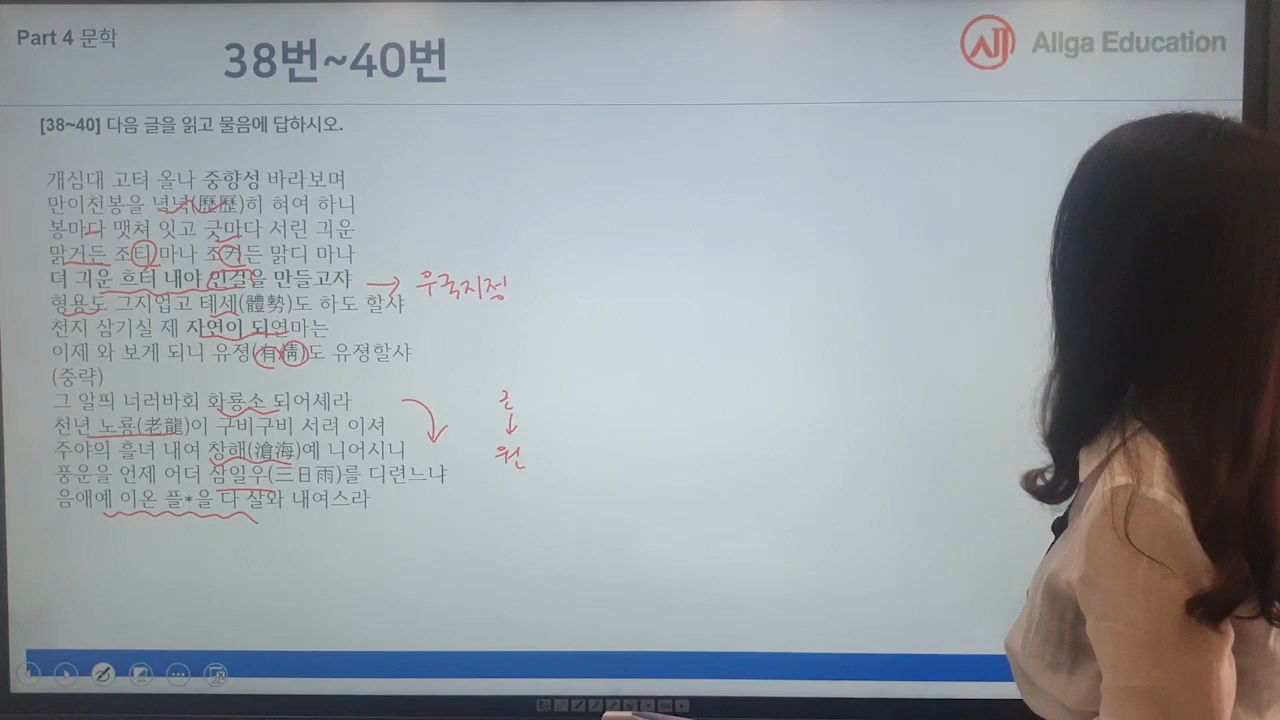 Part 4 문학
38번~40번
Allga Education
[38~40] 다음 글을 읽고 물음에 답하시오.
개심대 고텨 올나 중향성 바라보며
만이천봉을 녁녁(歷歷)히 혀여 하니
봉마다 맷쳐 잇고 긋마다 서린 긔운
맑거든 조티 마나 조커든 맑디 마나
뎌 긔운 흐터 내야 인걸을 만들고쟈
우국지정
형용도 그지업고 톄세(體勢)도 하도 할샤
천지 삼기실 제 자연이 되연마는
이제 와 보게 되니 유졍(有情)도 유졍할샤
(중략)
그 알픠 너러바회 화룡소 되어셰라
근
천년 노룡(老龍)이 구비구비 서려 이셔
주야의 흘녀 내여 창해(滄海)예 니어시니
원
풍운을 언제 어더 삼일우(三日雨)를 디련느냐
음애예 이온 플*을 다 살와 내여스라